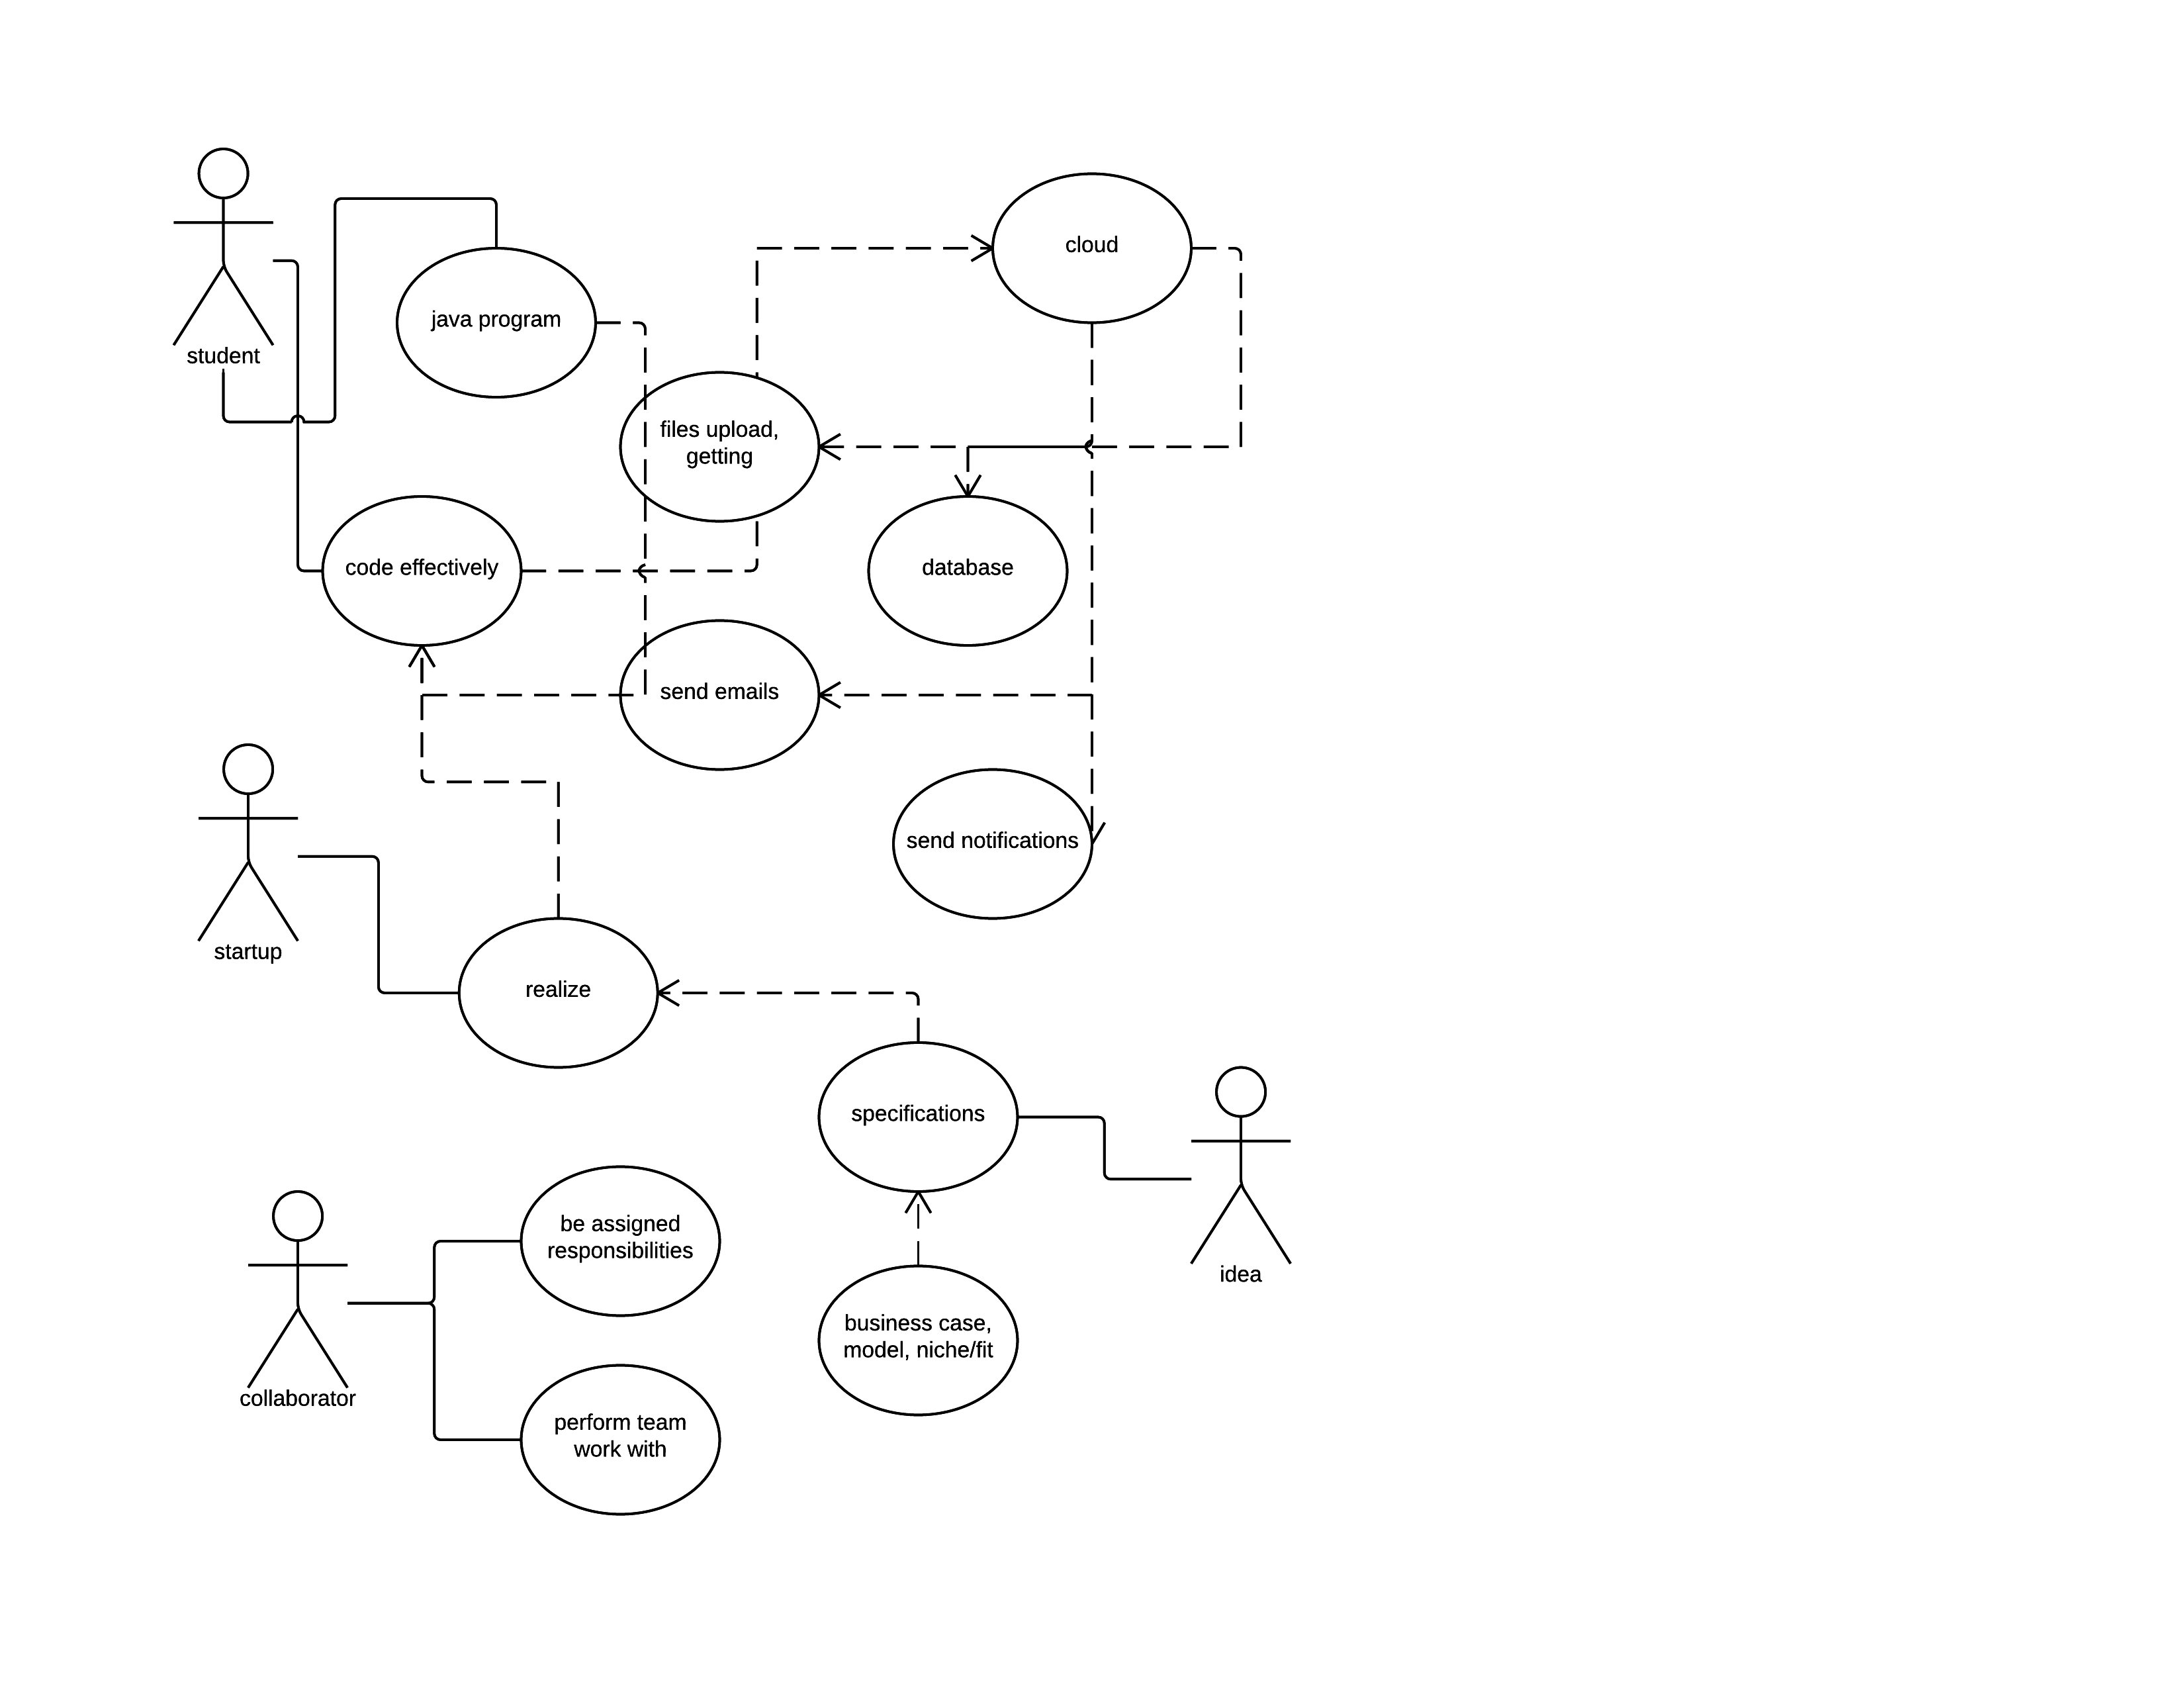 student
java program
cloud
files upload,
getting
code effectively
database
send emails
send notifications
startup
realize
specifications
idea
be assigned
responsibilities
business case,
model, niche/fit
collaborator
perform team
work with